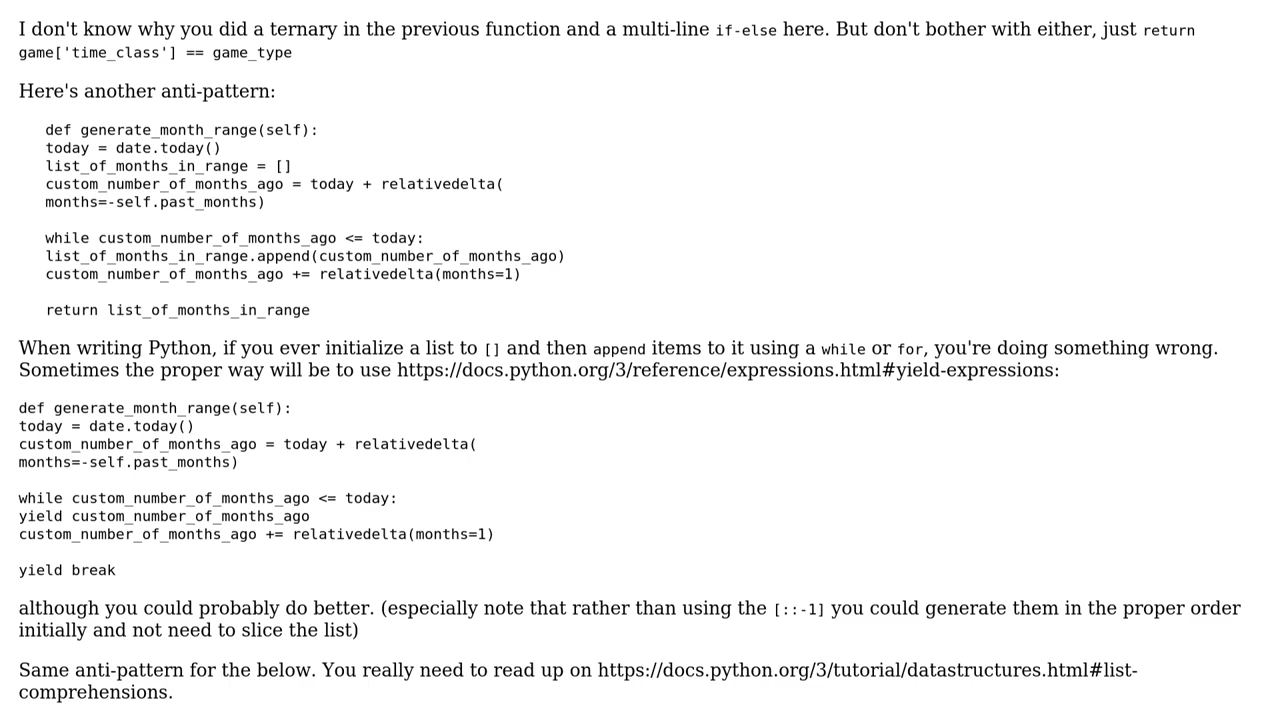 I don't know why you did a ternary in the previous function and a multi-line if-else here. But don't bother with either, just return
game['time_class'] == game_type
Here's another anti-pattern:
def generate_month_range(self):
today = date.today()
list_of_months_in_range = []
custom_number_of_months_ago = today + relativedelta(
months=-self.past_months)
while custom_number_of_months_ago <= today:
list_of_months_in_range.append(custom_number_of_months_ago)
custom_number_of_months_ago += relativedelta(months=1)
return list_of_months_in_range
When writing Python, if you ever initialize a list to [] and then append items to it using a while or for, you're doing something wrong.
Sometimes the proper way will be to use https://docs.python.org/3/reference/expressions.html#yield-expressions:
def generate_month_range(self):
today = date.today()
custom_number_of_months_ago = today + relativedelta(
months=-self.past_months)
while custom_number_of_months_ago <= today:
yield custom_number_of_months_ago
custom_number_of_months_ago += relativedelta(months=1)
yield break
although you could probably do better. (especially note that rather than using the [::-1] you could generate them in the proper order
initially and not need to slice the list)
Same anti-pattern for the below. You really need to read up on https://docs.python.org/3/tutorial/datastructures.html#list-
comprehensions.